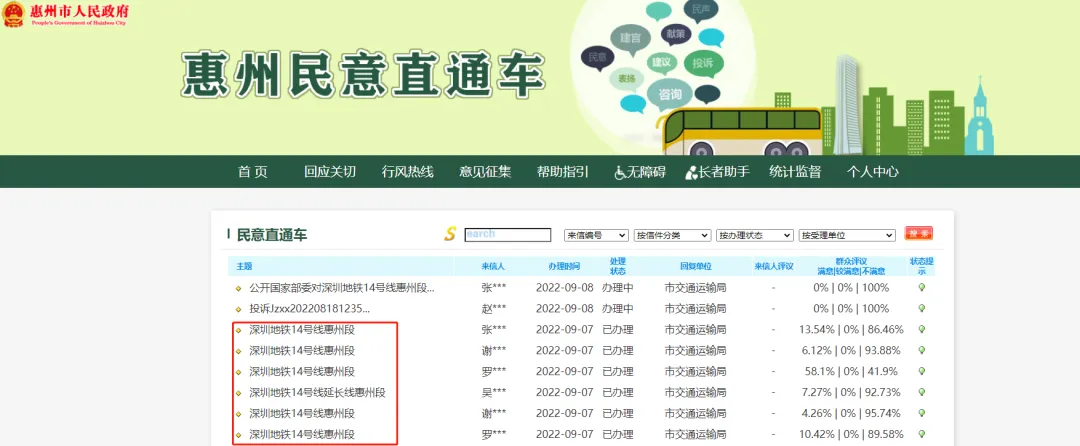 惠州市人民政府
People's Government of Huizhou City
惠州民意直通车
民声
建言
献策
民意
建议
投诉
表扬
咨询
首 页 回应关切 行风热线 意见征集 帮助指引 无障碍 长者助手 统计监督 个人中心
民意直通车 Search 来信编号 按信件分类 按办理状态 按受理单位 搜 索
主题 来信人 办理时间 处理状态 回复单位 来信人评议 群众评议 满意|较满意|不满意 状态提示
公开国家部委对深圳地铁14号线惠州段... 张*** 2022-09-08 办理中 市交通运输局 - 0% | 0% | 100%
投诉Jzxx202208181235... 赵*** 2022-09-08 办理中 市交通运输局 - 0% | 0% | 100%
深圳地铁14号线惠州段 张*** 2022-09-07 已办理 市交通运输局 - 13.54% | 0% | 86.46%
深圳地铁14号线惠州段 谢*** 2022-09-07 已办理 市交通运输局 - 6.12% | 0% | 93.88%
深圳地铁14号线惠州段 罗*** 2022-09-07 已办理 市交通运输局 - 58.1% | 0% | 41.9%
深圳地铁14号线延长线惠州段 吴*** 2022-09-07 已办理 市交通运输局 - 7.27% | 0% | 92.73%
深圳地铁14号线惠州段 谢*** 2022-09-07 已办理 市交通运输局 - 4.26% | 0% | 95.74%
深圳地铁14号线惠州段 罗*** 2022-09-07 已办理 市交通运输局 - 10.42% | 0% | 89.58%